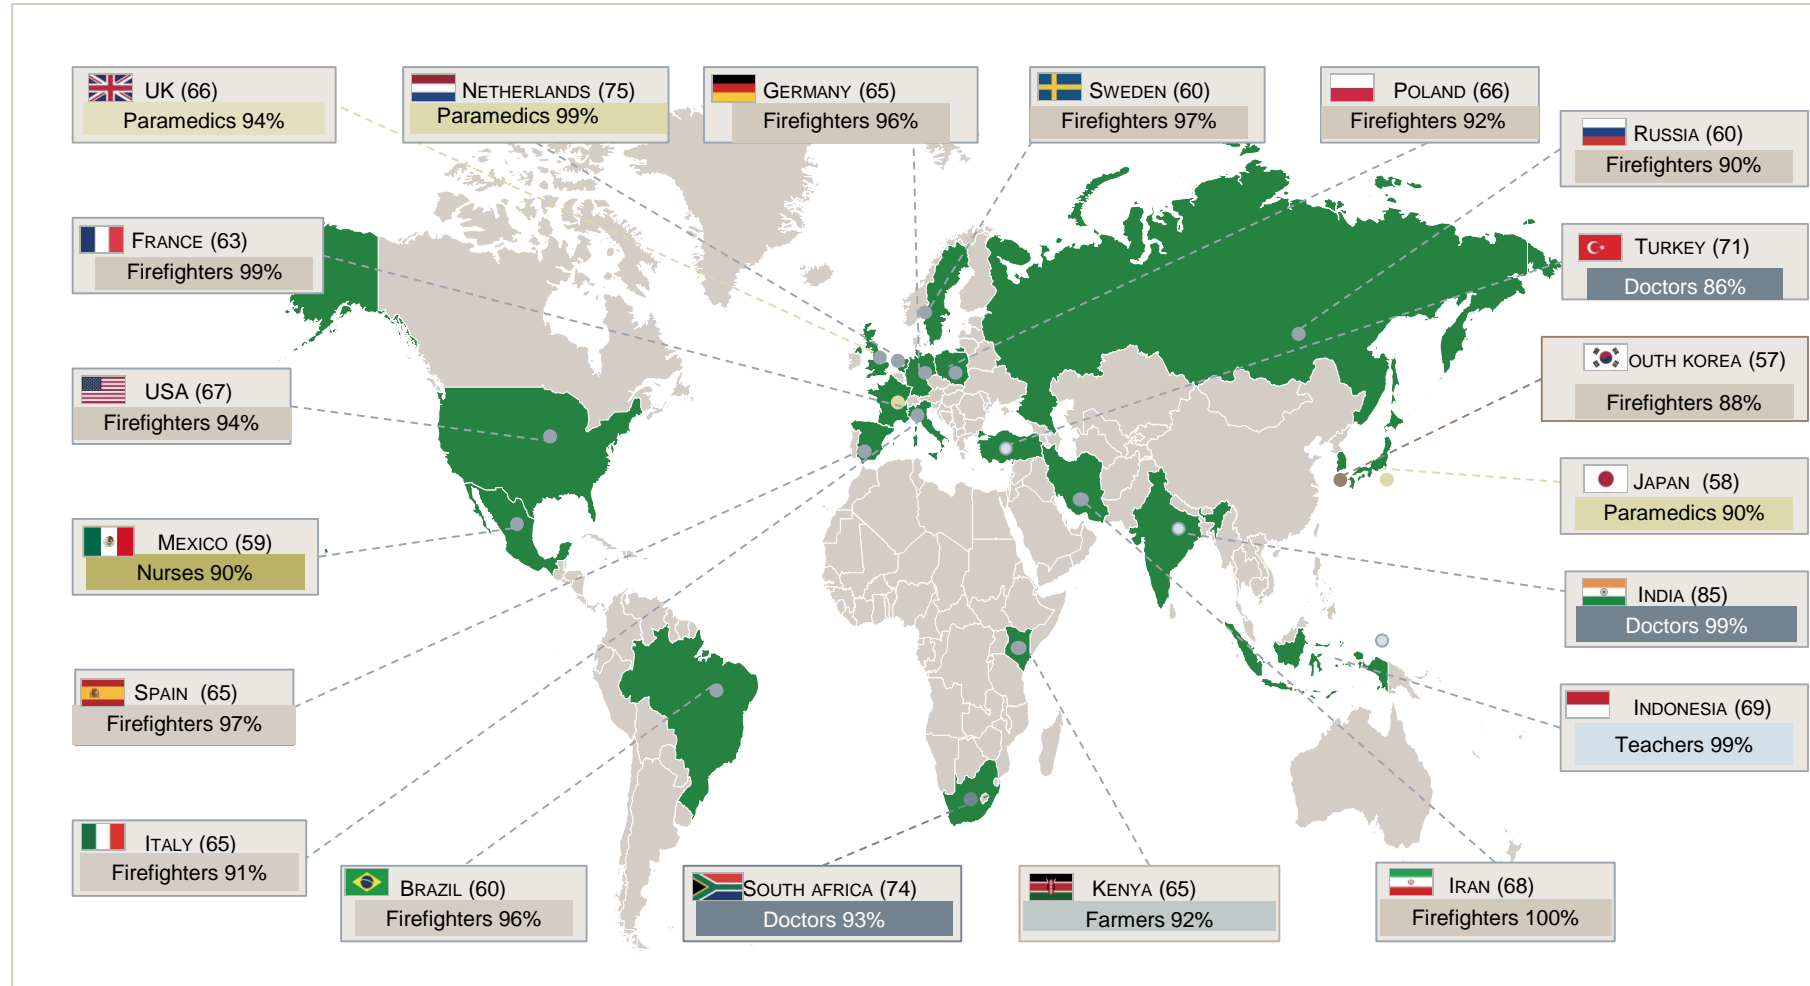 UK (66)
Paramedics 94%
NETHERLANDS (75)
Paramedics 99%
GERMANY (65)
Firefighters 96%
SWEDEN (60)
Firefighters 97%
POLAND (66)
Firefighters 92%
RUSSIA (60)
Firefighters 90%
FRANCE (63)
Firefighters 99%
TURKEY (71)
Doctors 86%
USA (67)
Firefighters 94%
OUTH KOREA (57)
Firefighters 88%
JAPAN (58)
Paramedics 90%
MEXICO (59)
Nurses 90%
INDIA (85)
Doctors 99%
SPAIN (65)
Firefighters 97%
INDONESIA (69)
Teachers 99%
ITALY (65)
Firefighters 91%
BRAZIL (60)
Firefighters 96%
SOUTH AFRICA (74)
Doctors 93%
KENYA (65)
Farmers 92%
IRAN (68)
Firefighters 100%